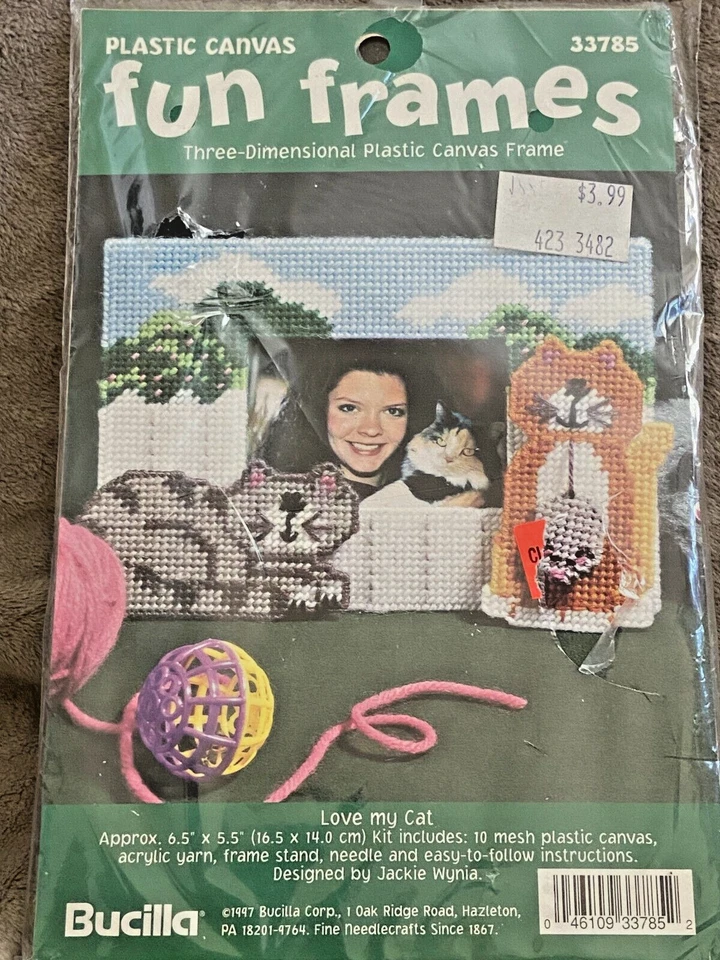 PLASTIC CANVAS
33785
fun frames
Three-Dimensional Plastic Canvas Frame
$3.99
423 3482
Love my Cat
Approx. 6.5" x 5.5" (16.5 x 14.0 cm) Kit includes: 10 mesh plastic canvas,
acrylic yarn, frame stand, needle and easy-to-follow instructions.
Designed by Jackie Wynia.
Bucilla®
©1997 Bucilla Corp., 1 Oak Ridge Road, Hazleton,
PA 18201-9764. Fine Needlecrafts Since 1867.
0 46109 33785 2